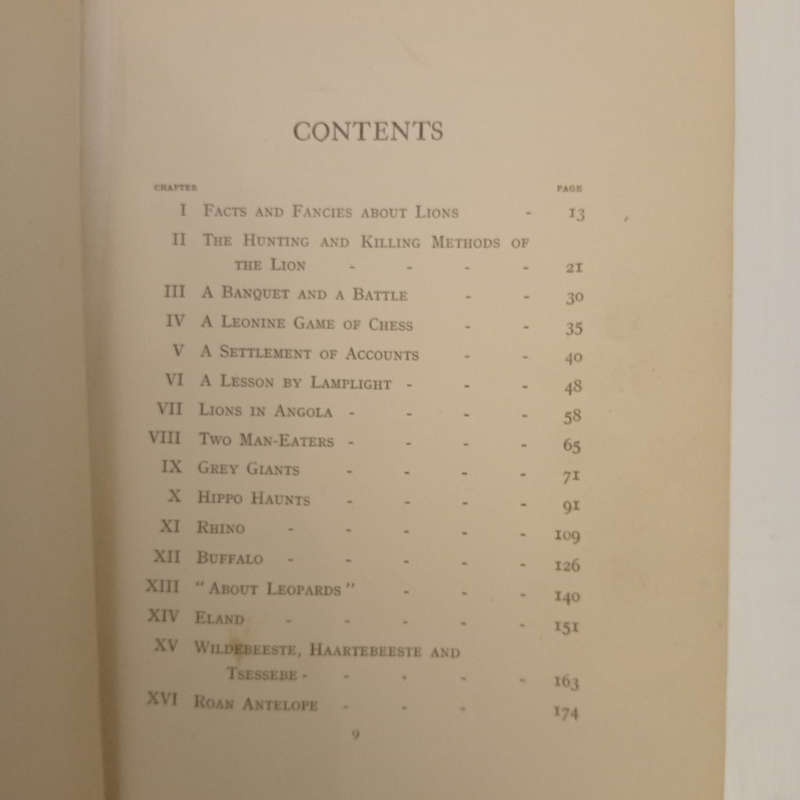 CONTENTS
CHAPTER PAGE
I FACTS AND FANCIES ABOUT LIONS - 13
II THE HUNTING AND KILLING METHODS OF
THE LION - - - - 21
III A BANQUET AND A BATTLE - - 30
IV A LEONINE GAME OF CHESS - - 35
V A SETTLEMENT OF ACCOUNTS - - 40
VI A LESSON BY LAMPLIGHT - - - 48
VII LIONS IN ANGOLA - - - - 58
VIII TWO MAN-EATERS - - - - 65
IX GREY GIANTS - - - - 71
X HIPPO HAUNTS - - - - 91
XI RHINO - - - - - 109
XII BUFFALO - - - - - 126
XIII "ABOUT LEOPARDS" - - - 140
XIV ELAND - - - - - 151
XV WILDEBEESTE, HAARTEBEESTE AND
TSESSEBE - - - - - 163
XVI ROAN ANTELOPE - - - 174
9